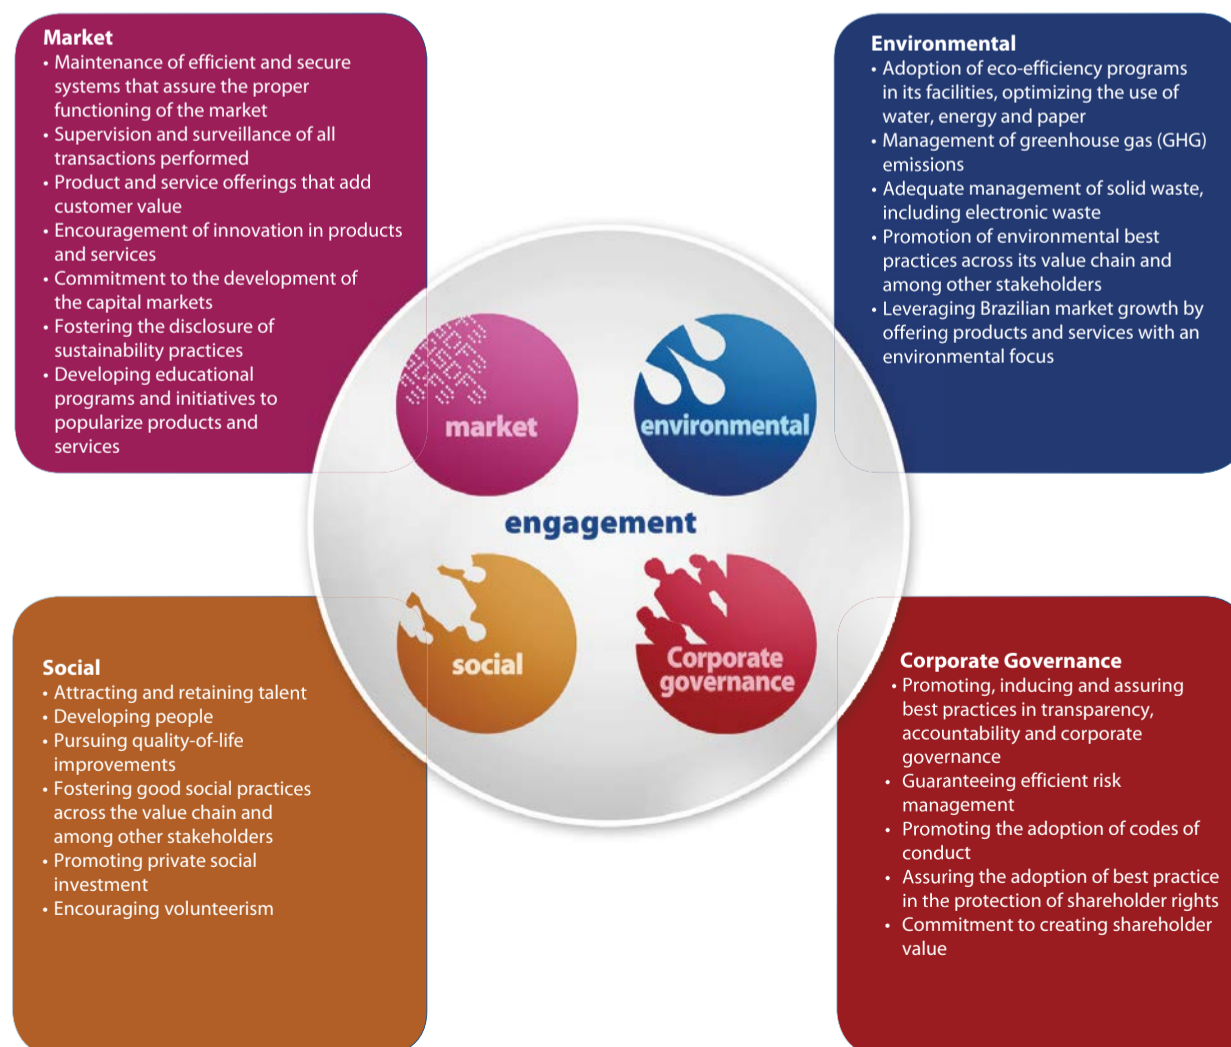 Market
• Maintenance of efficient and secure
systems that assure the proper
functioning of the market
• Supervision and surveillance of all
transactions performed
• Product and service offerings that add
customer value
• Encouragement of innovation in products
and services
• Commitment to the development of
the capital markets
• Fostering the disclosure of
sustainability practices
• Developing educational
programs and initiatives to
popularize products and
services
Environmental
• Adoption of eco-efficiency programs
in its facilities, optimizing the use of
water, energy and paper
• Management of greenhouse gas (GHG)
emissions
• Adequate management of solid waste,
including electronic waste
• Promotion of environmental best
practices across its value chain and
among other stakeholders
• Leveraging Brazilian market growth by
offering products and services with an
environmental focus
market
environmental
engagement
social
Corporate
governance
Social
• Attracting and retaining talent
• Developing people
• Pursuing quality-of-life
improvements
• Fostering good social practices
across the value chain and
among other stakeholders
• Promoting private social
investment
• Encouraging volunteerism
Corporate Governance
• Promoting, inducing and assuring
best practices in transparency,
accountability and corporate
governance
• Guaranteeing efficient risk
management
• Promoting the adoption of codes of
conduct
• Assuring the adoption of best practice
in the protection of shareholder rights
• Commitment to creating shareholder
value